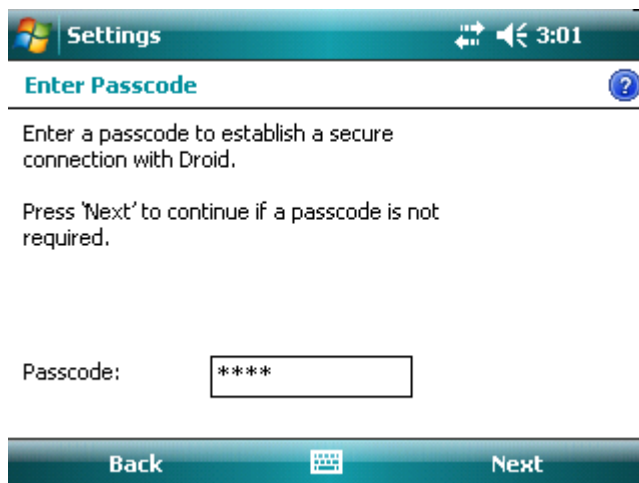 Settings 3:01
Enter Passcode ?
Enter a passcode to establish a secure
connection with Droid.
Press 'Next' to continue if a passcode is not
required.
Passcode: ****
Back Next